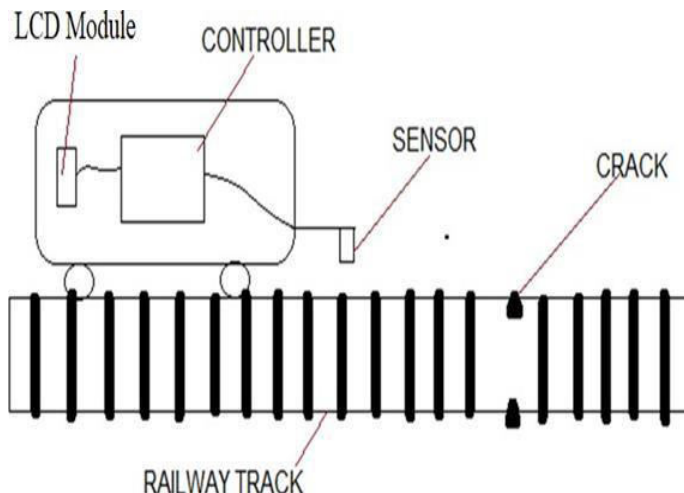 LCD Module
CONTROLLER
SENSOR
CRACK
RAILWAY TRACK